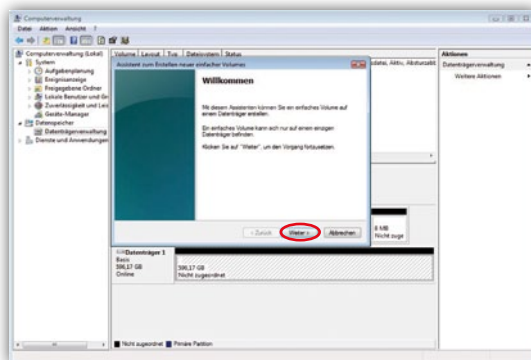 Computerverwaltung
Datei Aktion Ansicht ?
Computerverwaltung (Lokal)
System
Aufgabenplanung
Ereignisanzeige
Freigegebene Ordner
Lokale Benutzer und Gr
Zuverlässigkeit und Leis
Geräte-Manager
Datenspeicher
Datenträgerverwaltung
Dienste und Anwendungen
Volume Layout Typ Dateisystem Status
Aktionen
Datenträgerverwaltung
Weitere Aktionen
Assistent zum Erstellen neuer einfacher Volumes
Willkommen
Mit diesem Assistenten können Sie ein einfaches Volume auf
einem Datenträger erstellen.
Ein einfaches Volume kann sich nur auf einem einzigen
Datenträger befinden.
Klicken Sie auf "Weiter", um den Vorgang fortzusetzen.
< Zurück Weiter > Abbrechen
8 MB
Nicht zuge
Datenträger 1
Basis
596,17 GB
Online
596,17 GB
Nicht zugeordnet
Nicht zugeordnet Primäre Partition